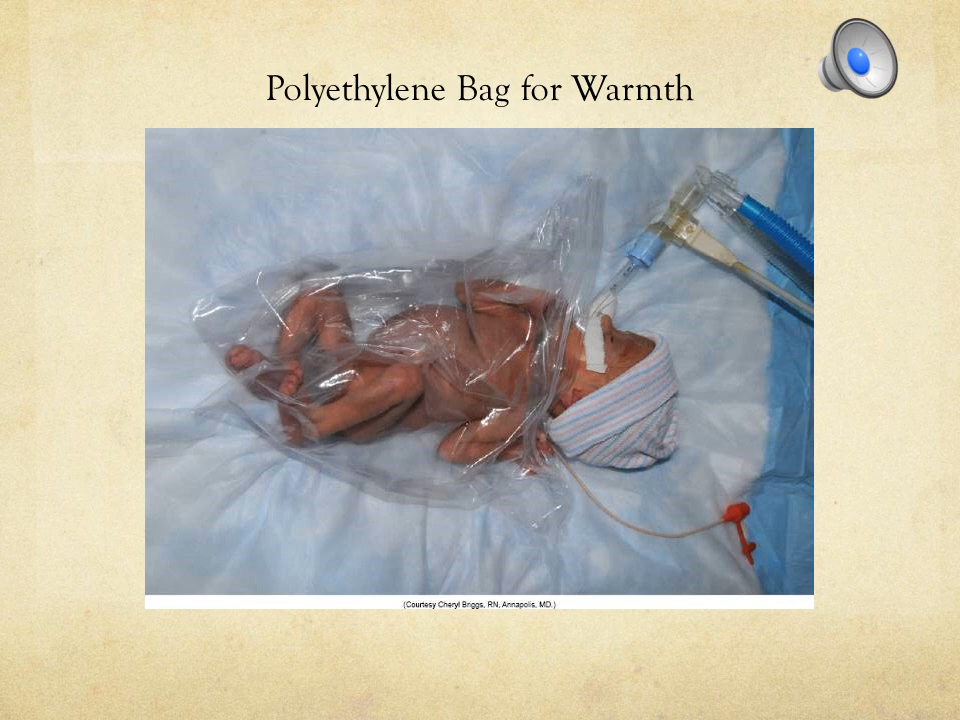 Polyethylene Bag for Warmth
(Courtesy Cheryl Briggs, RN, Annapolis, MD.)